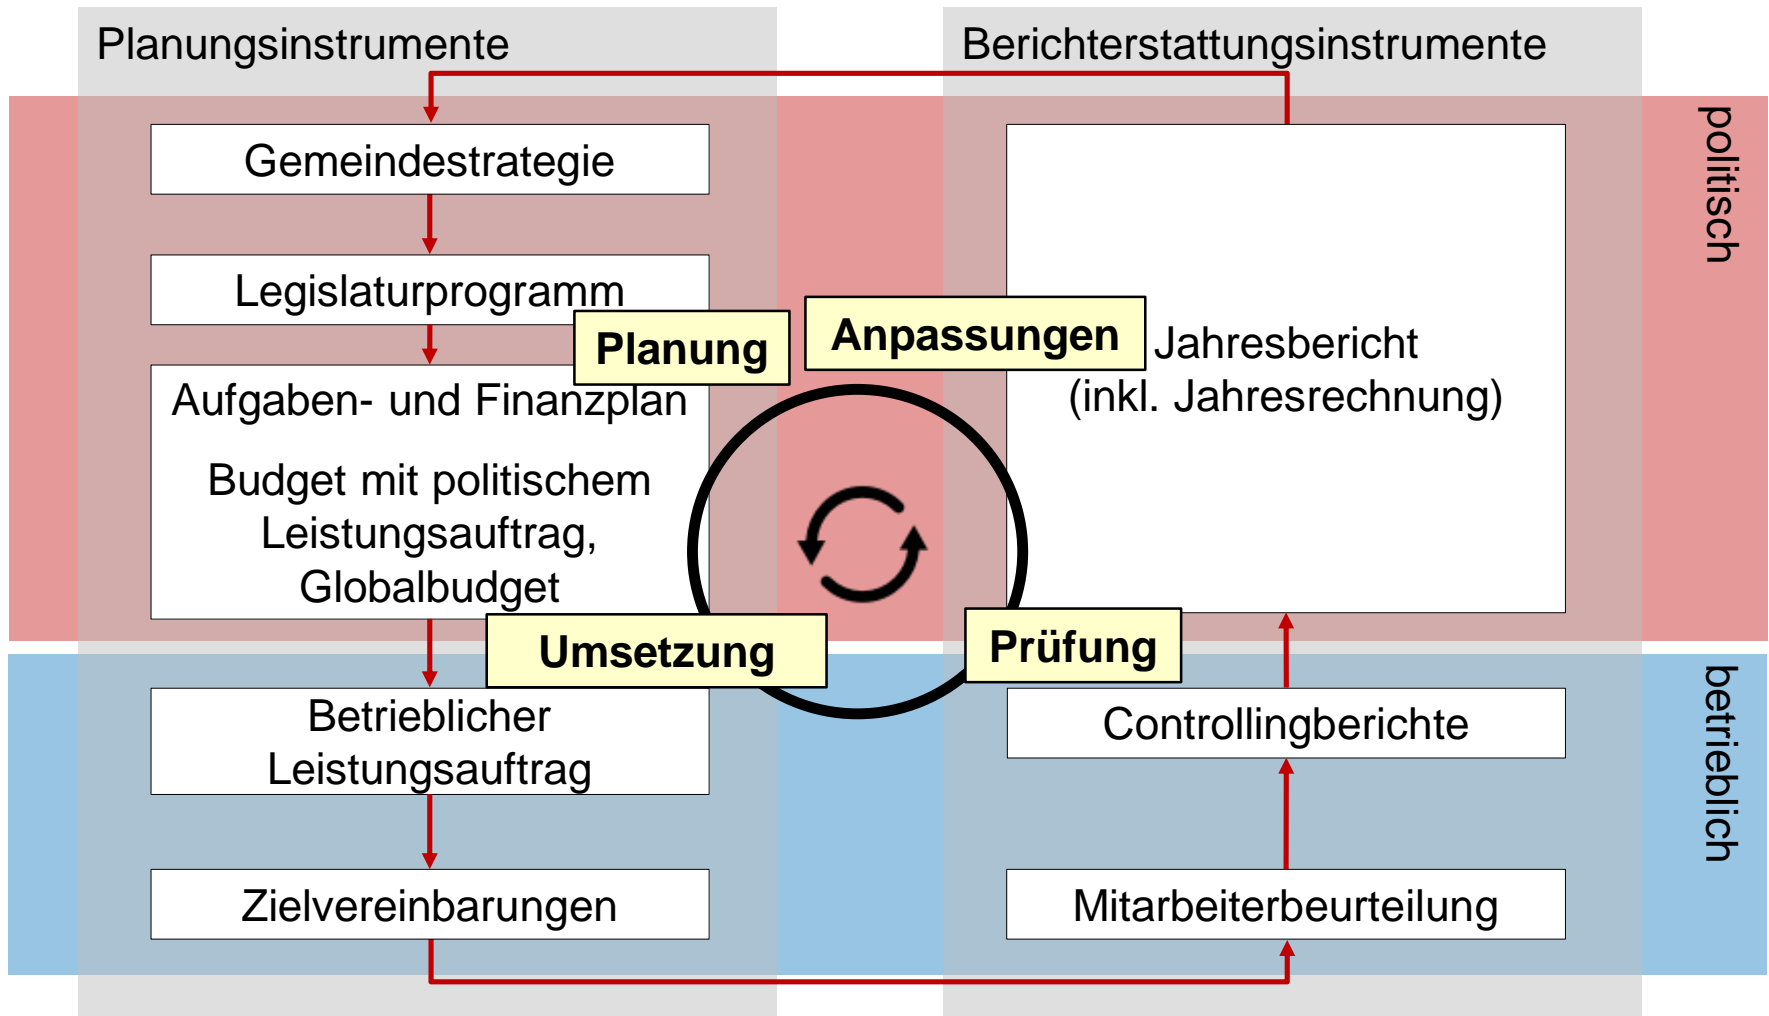 Planungsinstrumente
Berichterstattungsinstrumente
politisch
Gemeindestrategie
Legislaturprogramm
Planung
Anpassungen
Aufgaben- und Finanzplan
Budget mit politischem
Leistungsauftrag,
Globalbudget
Jahresbericht
(inkl. Jahresrechnung)
Umsetzung
Prüfung
betrieblich
Betrieblicher
Leistungsauftrag
Controllingberichte
Zielvereinbarungen
Mitarbeiterbeurteilung